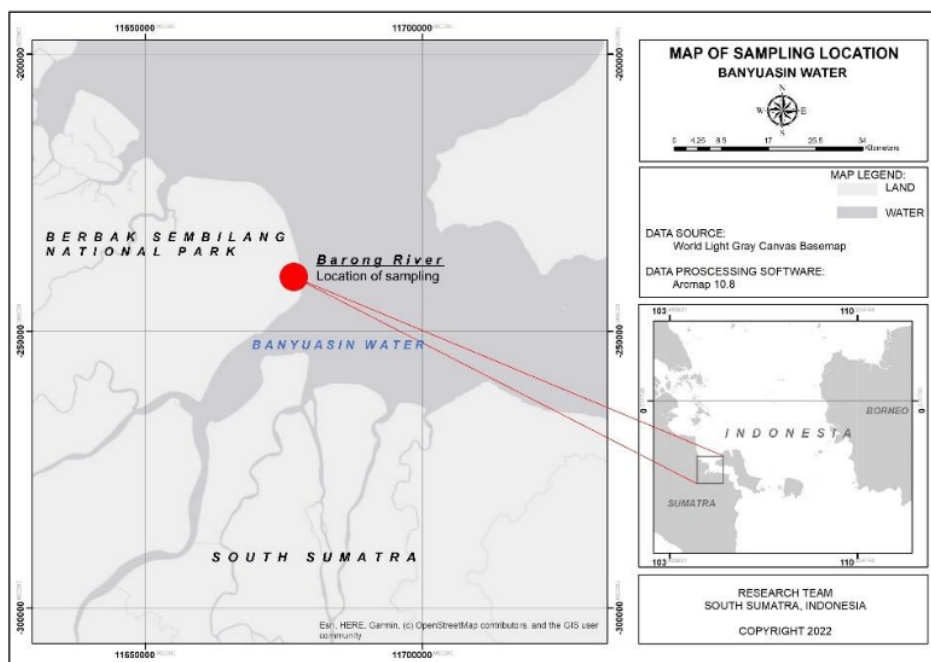 11650000
11700000
-200000
-200000
BERBAK SEMBILANG
NATIONAL PARK
Barong River
Location of sampling
-250000
-250000
BANYUASIN WATER
SOUTH SUMATRA
-300000
-300000
Esri, HERE, Garmin, (c) OpenStreetMap contributors, and the GIS user
community
11650000
11700000
MAP OF SAMPLING LOCATION
BANYUASIN WATER
N
W
E
S
0 4.25 8.5 17 25.5 34
Kilometers
MAP LEGEND:
LAND
WATER
DATA SOURCE:
World Light Gray Canvas Basemap
DATA PROSCESSING SOFTWARE:
Arcmap 10.8
103
110
0
0
BORNEO
INDONESIA
SUMATRA
103
110
RESEARCH TEAM
SOUTH SUMATRA, INDONESIA
COPYRIGHT 2022